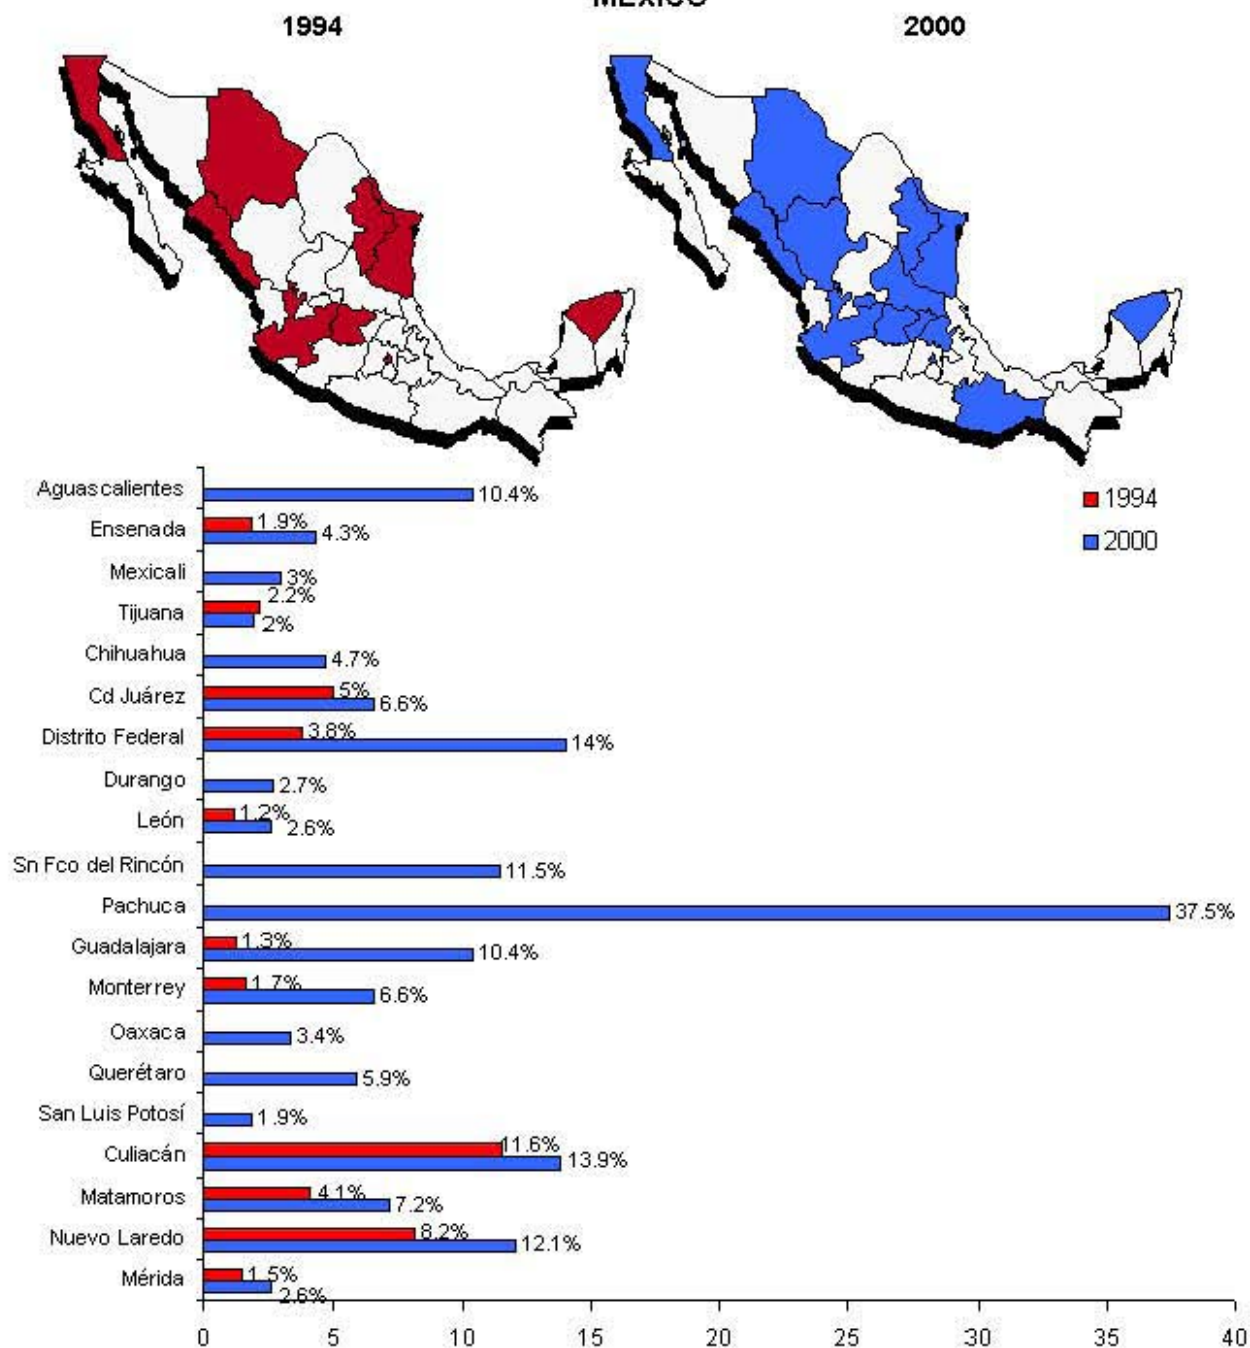 MEXICO
1994 2000
Aguascalientes 10.4%
1994
Ensenada 1.9% 4.3%
2000
Mexicali 3%
Tijuana 2.2% 2%
Chihuahua 4.7%
Cd Juárez 5% 6.6%
Distrito Federal 3.8% 14%
Durango 2.7%
León 1.2% 2.6%
Sn Fco del Rincón 11.5%
Pachuca 37.5%
Guadalajara 1.3% 10.4%
Monterrey 1.7% 6.6%
Oaxaca 3.4%
Querétaro 5.9%
San Luis Potosí 1.9%
Culiacán 11.6% 13.9%
Matamoros 4.1% 7.2%
Nuevo Laredo 8.2% 12.1%
Mérida 1.5% 2.6%
0 5 10 15 20 25 30 35 40